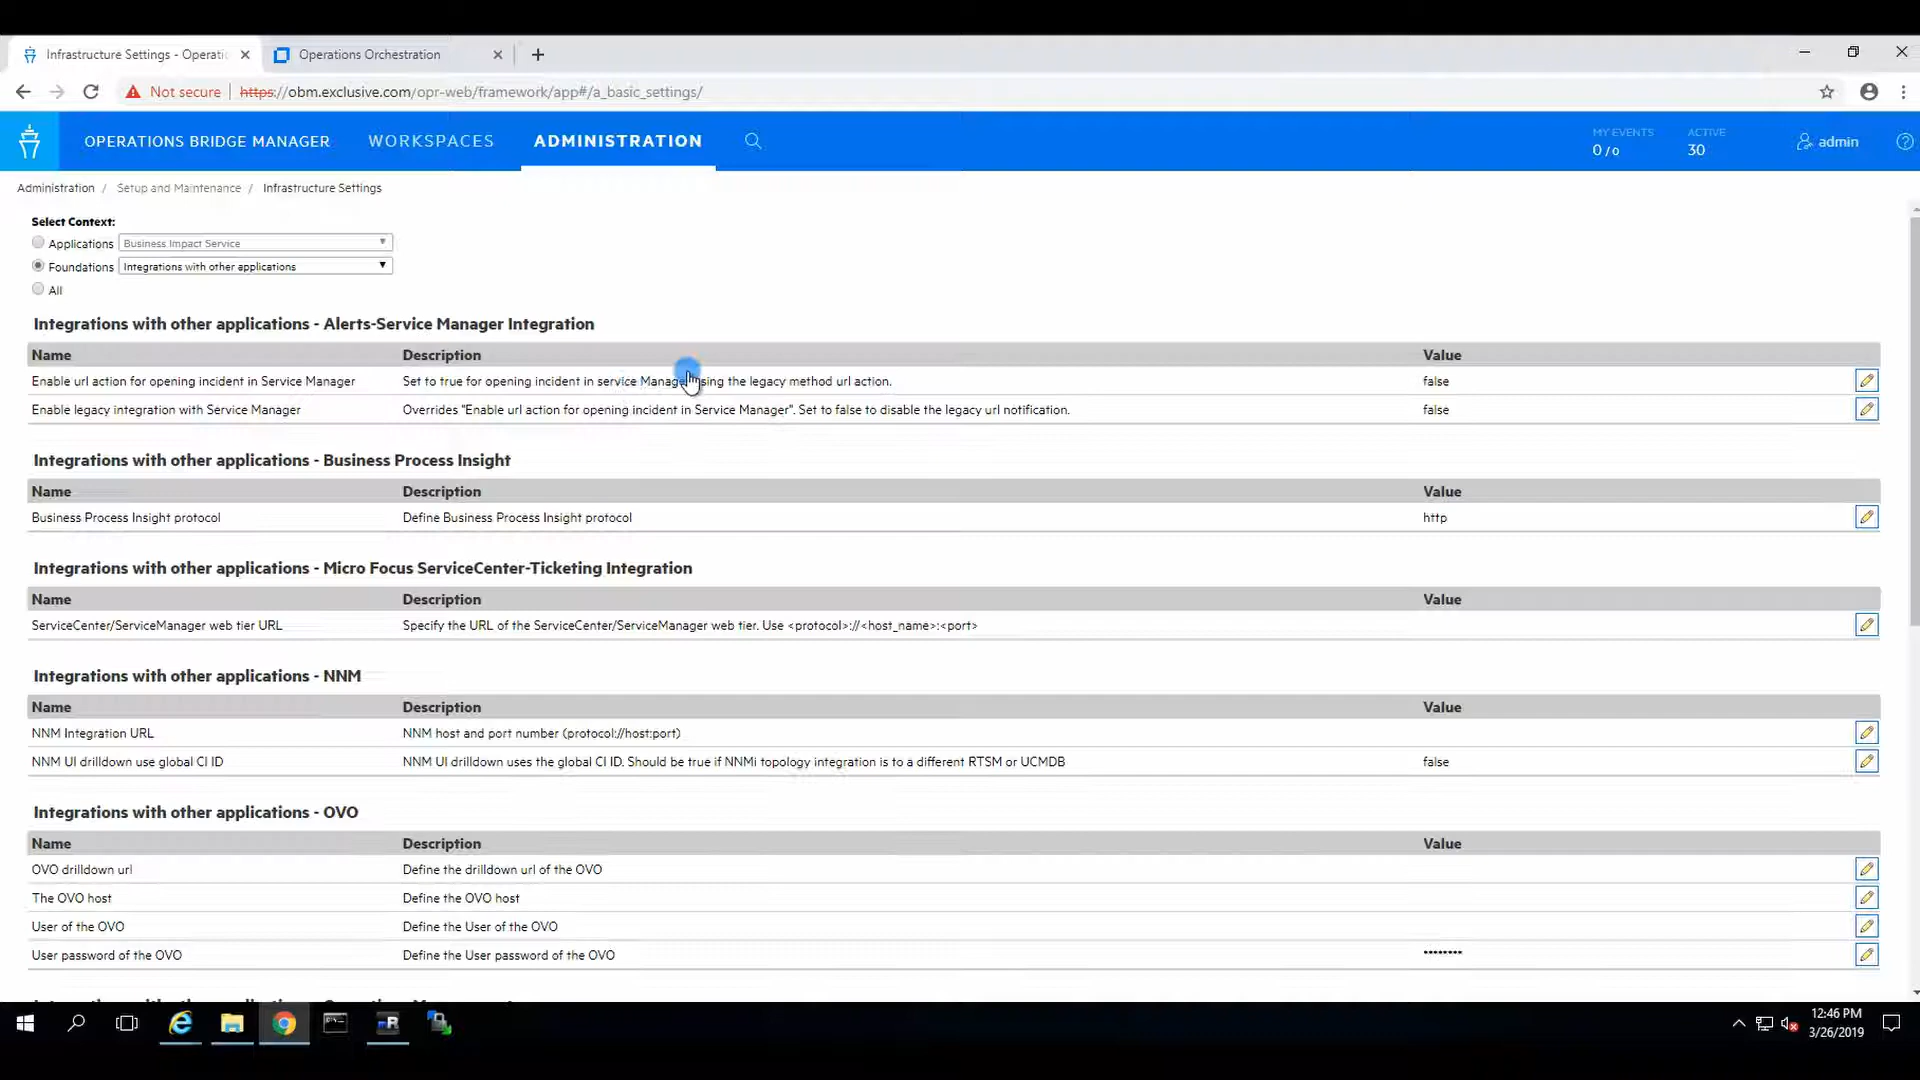 Infrastructure Settings - Operati
Operations Orchestration
Not secure https://obm.exclusive.com/opr-web/framework/app#/a_basic_settings/
OPERATIONS BRIDGE MANAGER WORKSPACES ADMINISTRATION
MY EVENTS 0 / 0
ACTIVE 30
admin
Administration / Setup and Maintenance / Infrastructure Settings
Select Context:
Applications Business Impact Service
Foundations Integrations with other applications
All
Integrations with other applications - Alerts-Service Manager Integration
Name Description Value
Enable url action for opening incident in Service Manager Set to true for opening incident in service Manager using the legacy method url action. false
Enable legacy integration with Service Manager Overrides "Enable url action for opening incident in Service Manager". Set to false to disable the legacy url notification. false
Integrations with other applications - Business Process Insight
Name Description Value
Business Process Insight protocol Define Business Process Insight protocol http
Integrations with other applications - Micro Focus ServiceCenter-Ticketing Integration
Name Description Value
ServiceCenter/ServiceManager web tier URL Specify the URL of the ServiceCenter/ServiceManager web tier. Use <protocol>://<host_name>:<port>
Integrations with other applications - NNM
Name Description Value
NNM Integration URL NNM host and port number (protocol://host:port)
NNM UI drilldown use global CI ID NNM UI drilldown uses the global CI ID. Should be true if NNMi topology integration is to a different RTSM or UCMDB false
Integrations with other applications - OVO
Name Description Value
OVO drilldown url Define the drilldown url of the OVO
The OVO host Define the OVO host
User of the OVO Define the User of the OVO
User password of the OVO Define the User password of the OVO ••••••••
12:46 PM
3/26/2019